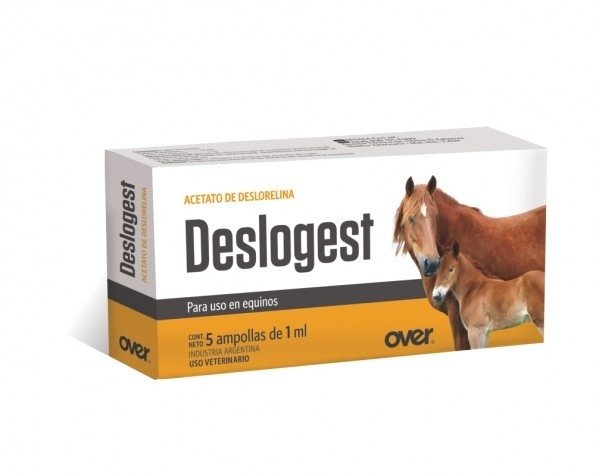 ACETATO DE DESLORELINA
Deslogest
Para uso en equinos
CONT. NETO 5 ampollas de 1 ml
INDUSTRIA ARGENTINA
USO VETERINARIO
over®
Deslogest
ACETATO DE DESLORELINA